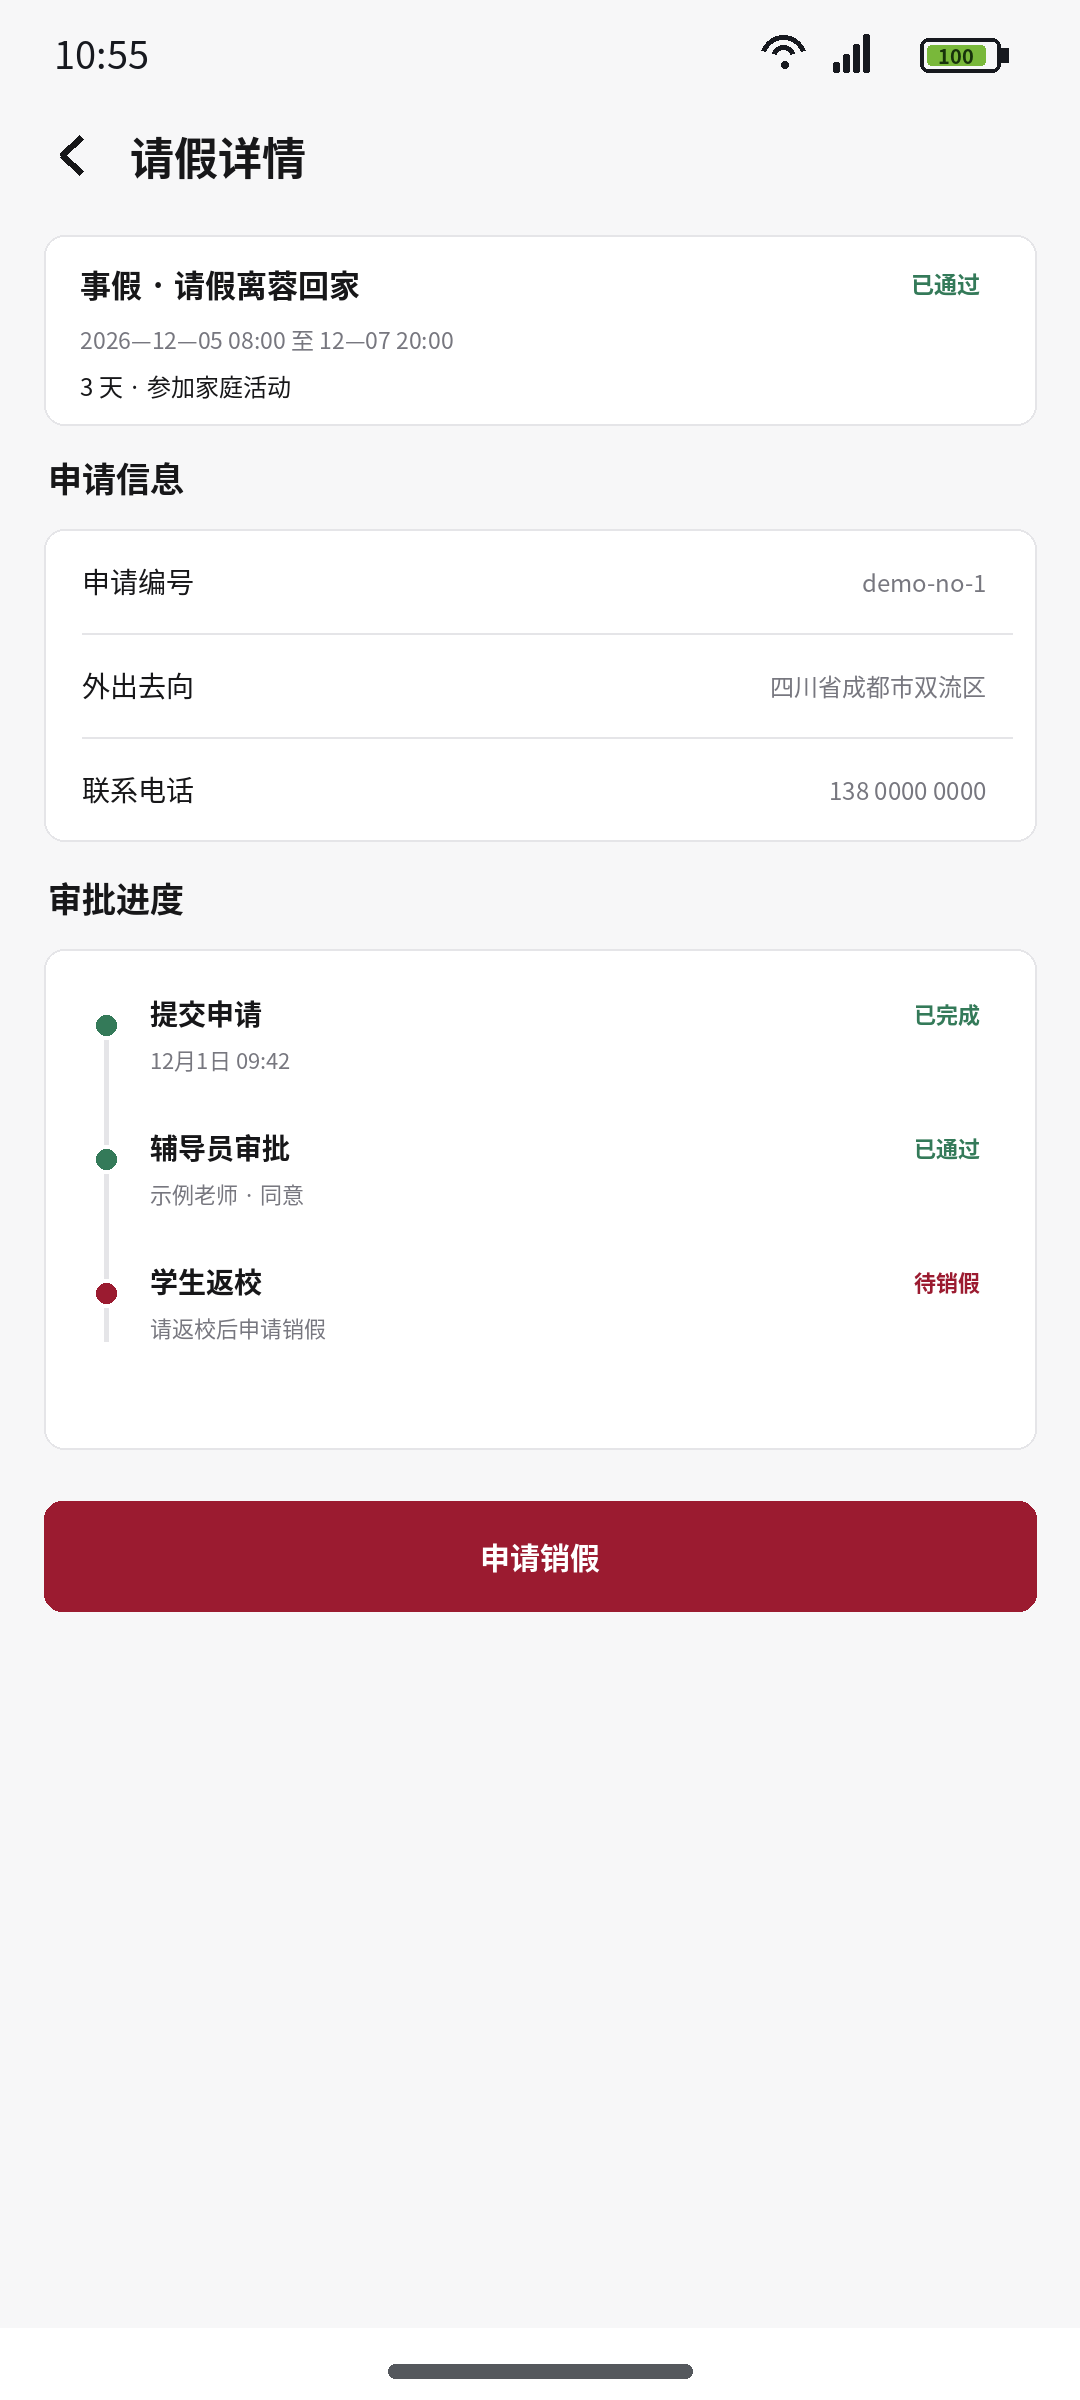 10:55
100
请假详情
事假 · 请假离蓉回家
已通过
2026—12—05 08:00 至 12—07 20:00
3 天 · 参加家庭活动
申请信息
申请编号
demo-no-1
外出去向
四川省成都市双流区
联系电话
138 0000 0000
审批进度
提交申请
已完成
12月1日 09:42
辅导员审批
已通过
示例老师 · 同意
学生返校
待销假
请返校后申请销假
申请销假